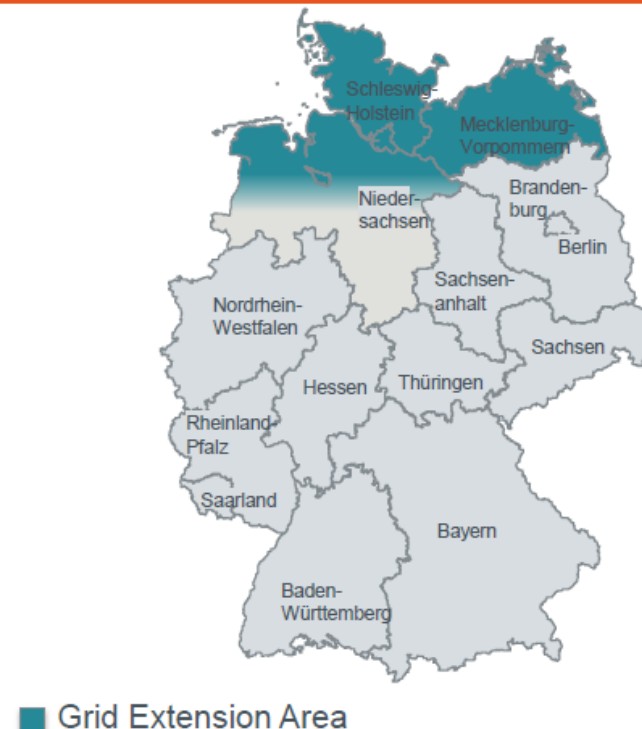 Schleswig-
Holstein
Mecklenburg-
Vorpommern
Nieder-
sachsen
Branden-
burg
Berlin
Sachsen-
anhalt
Nordrhein-
Westfalen
Sachsen
Hessen
Thüringen
Rheinland-
Pfalz
Saarland
Bayern
Baden-
Württemberg
Grid Extension Area